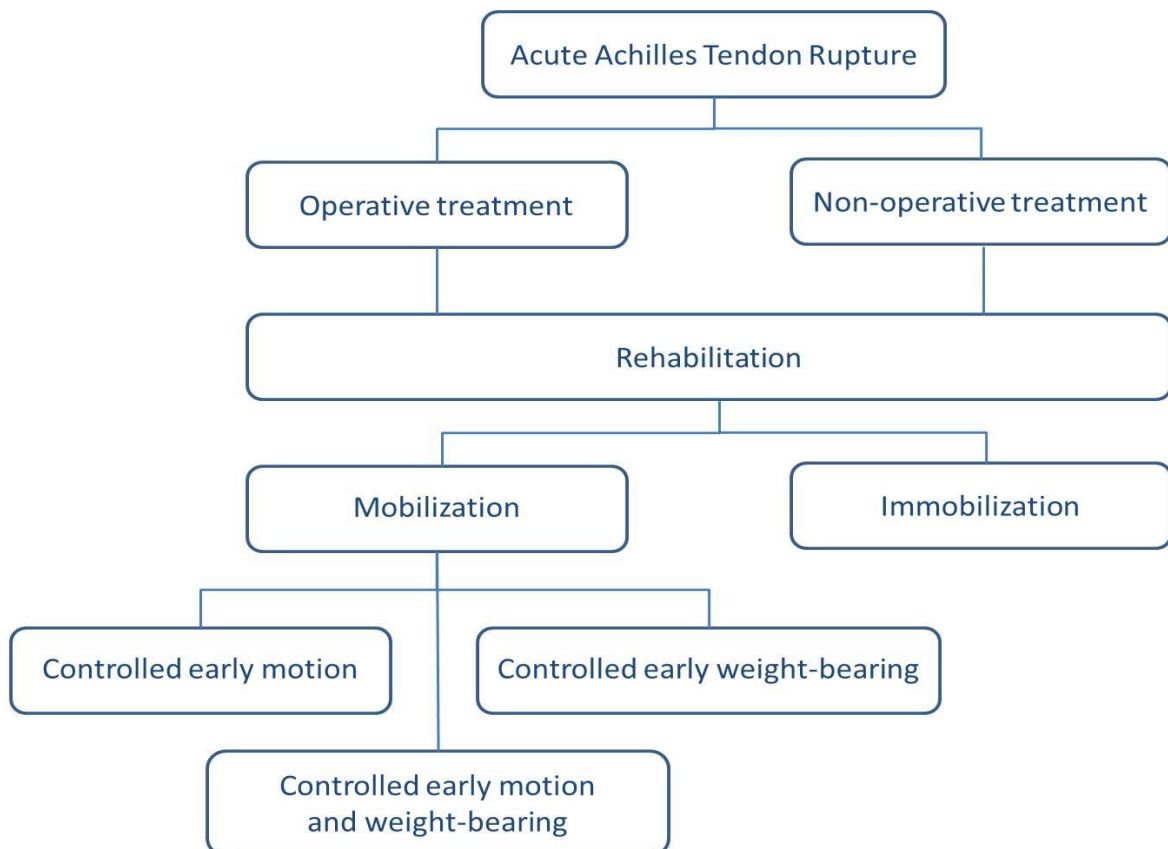 Acute Achilles Tendon Rupture
Operative treatment
Non-operative treatment
Rehabilitation
Mobilization
Immobilization
Controlled early motion
Controlled early weight-bearing
Controlled early motion
and weight-bearing